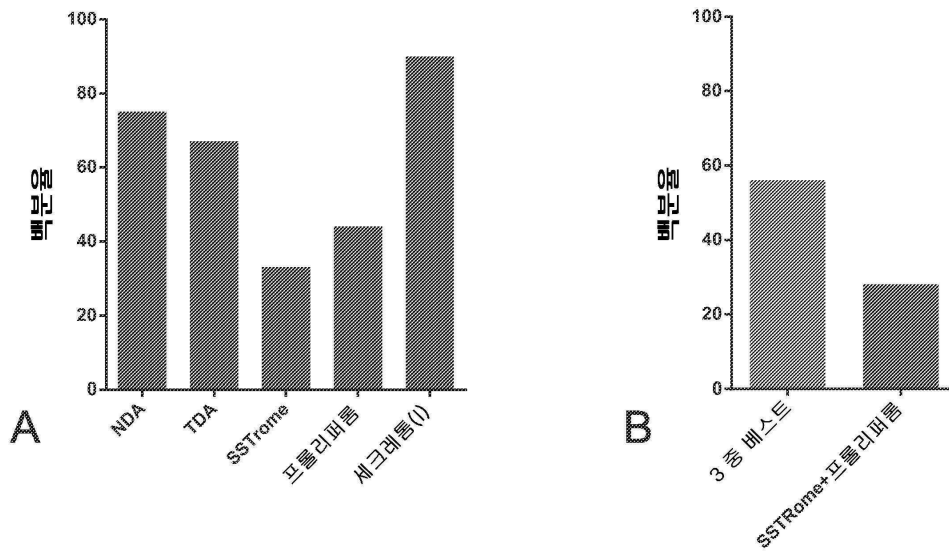 100
80
60
40
20
0
백분율
NDA
TDA
SSTrome
프롤리퍼롬
세크레톰(I)
A
100
80
60
40
20
0
백분율
3 중 베스트
SSTRome+프롤리퍼롬
B